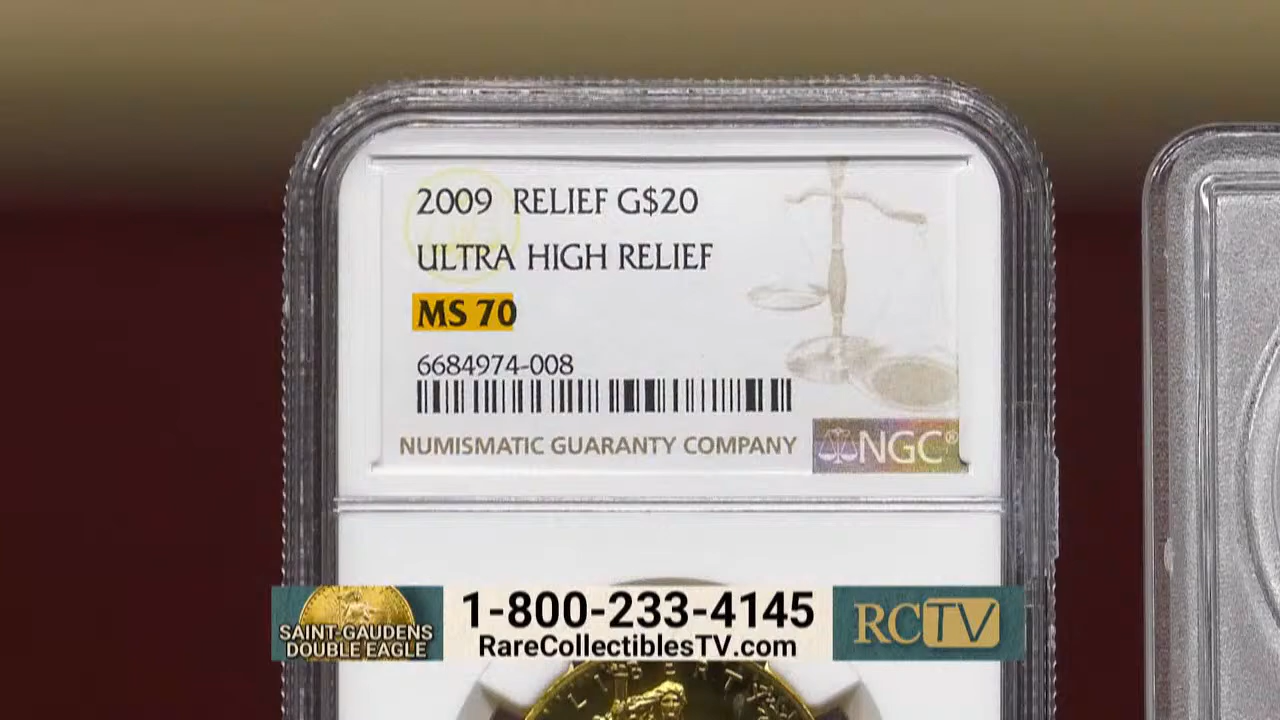 2009 RELIEF G$20
ULTRA HIGH RELIEF
MS 70
6684974-008
NUMISMATIC GUARANTY COMPANY
NGC®
SAINT-GAUDENS
DOUBLE EAGLE
1-800-233-4145
RareCollectiblesTV.com
RCTV
LIBERTY